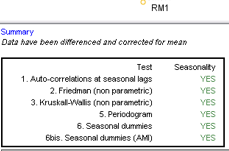 RM1
Summary
Data have been differenced and corrected for mean
Test Seasonality
1. Auto-correlations at seasonal lags YES
2. Friedman (non parametric) YES
3. Kruskall-Wallis (non parametric) YES
5. Periodogram YES
6. Seasonal dummies YES
6bis. Seasonal dummies (AMI) YES